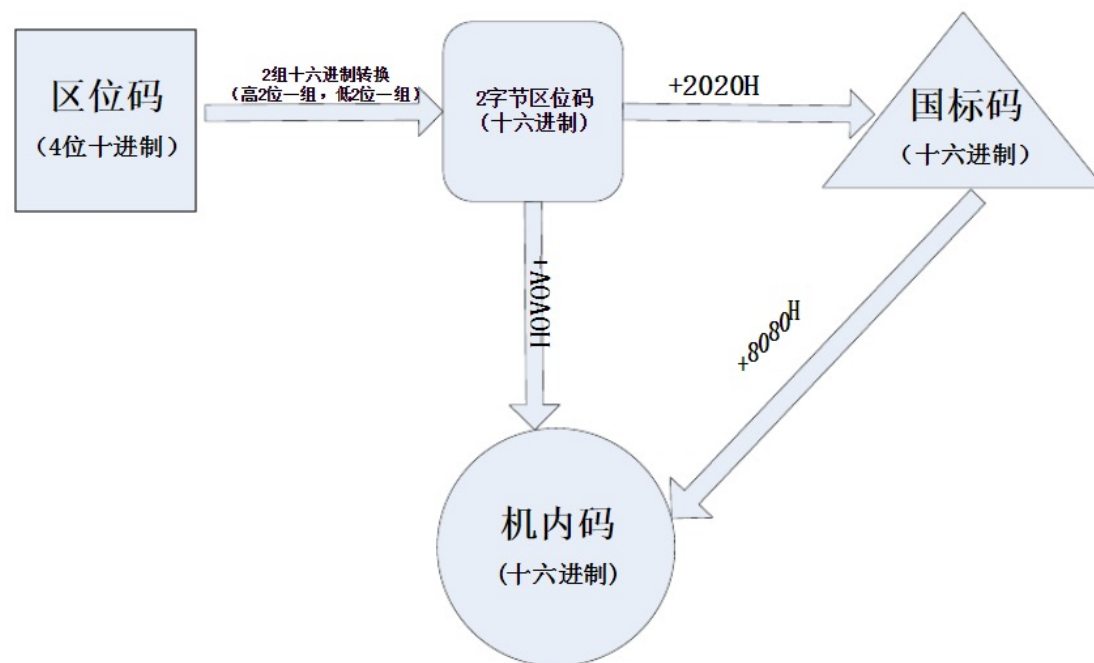 区位码
（4位十进制）
2组十六进制转换
（高2位一组，低2位一组）
2字节区位码
（十六进制）
+2020H
国标码
（十六进制）
+A0A0H
+8080H
机内码
(十六进制)